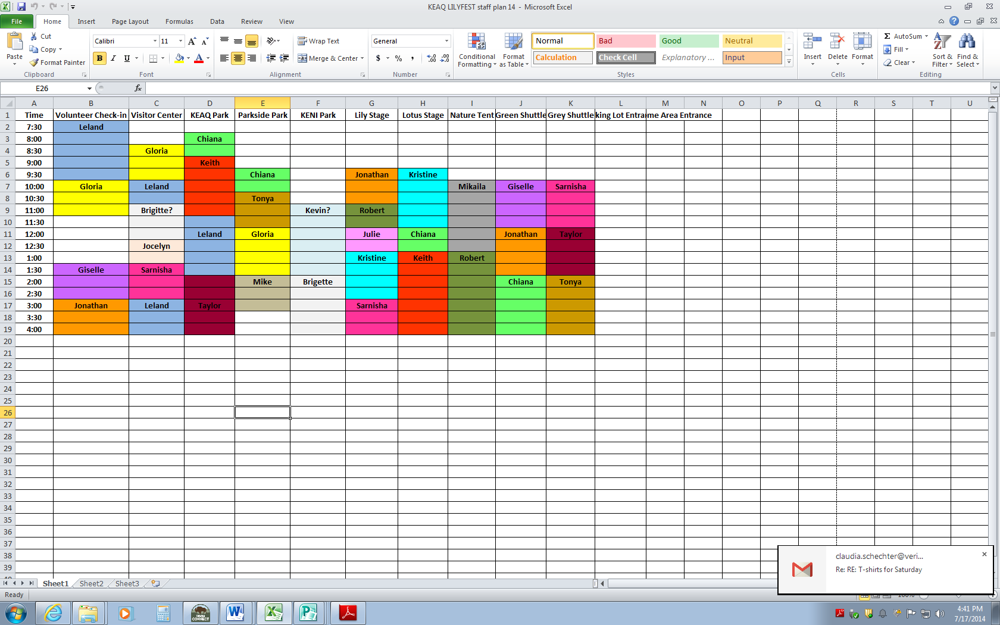 KEAQ LILYFEST staff plan 14 - Microsoft Excel
File Home Insert Page Layout Formulas Data Review View
Paste Cut Copy Format Painter Clipboard
Calibri 11 B I U Font
Wrap Text Merge & Center Alignment
General $ % , Number
Conditional Formatting Format as Table
Normal Bad Good Neutral
Calculation Check Cell Explanatory ... Input
Styles
Insert Delete Format Cells
AutoSum Fill Clear Sort & Filter Find & Select Editing
E26 fx
A B C D E F G H I J K L M N O P Q R S T U
1 Time Volunteer Check-in Visitor Center KEAQ Park Parkside Park KENI Park Lily Stage Lotus Stage Nature Tent Green Shuttle Grey Shuttle king Lot Entra me Area Entrance
2 7:30 Leland
3 8:00 Chiana
4 8:30 Gloria
5 9:00 Keith
6 9:30 Chiana Jonathan Kristine
7 10:00 Gloria Leland Mikaila Giselle Sarnisha
8 10:30 Tonya
9 11:00 Brigitte? Kevin? Robert
10 11:30
11 12:00 Leland Gloria Julie Chiana Jonathan Taylor
12 12:30 Jocelyn
13 1:00 Kristine Keith Robert
14 1:30 Giselle Sarnisha
15 2:00 Mike Brigette Chiana Tonya
16 2:30
17 3:00 Jonathan Leland Taylor Sarnisha
18 3:30
19 4:00
20
21
22
23
24
25
26
27
28
29
30
31
32
33
34
35
36
37
38
39
claudia.schechter@veri...
Re: RE: T-shirts for Saturday
Sheet1 Sheet2 Sheet3
Ready
4:41 PM
7/17/2014